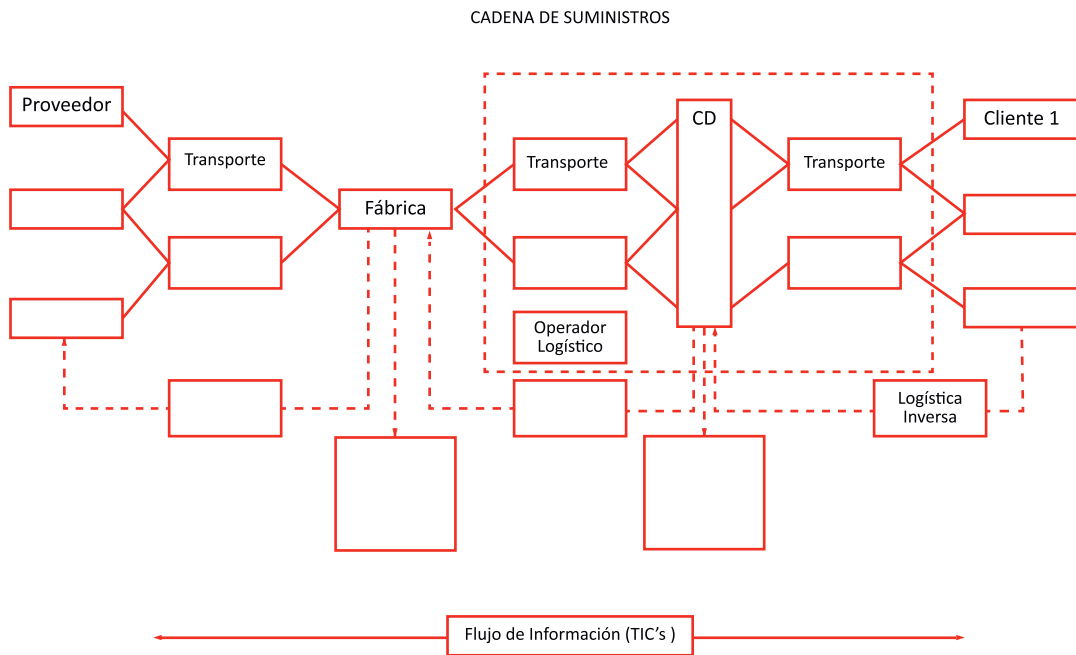 CADENA DE SUMINISTROS
Proveedor
Transporte
Fábrica
Transporte
CD
Transporte
Cliente 1
Operador
Logístico
Logística
Inversa
Flujo de Información (TIC’s )